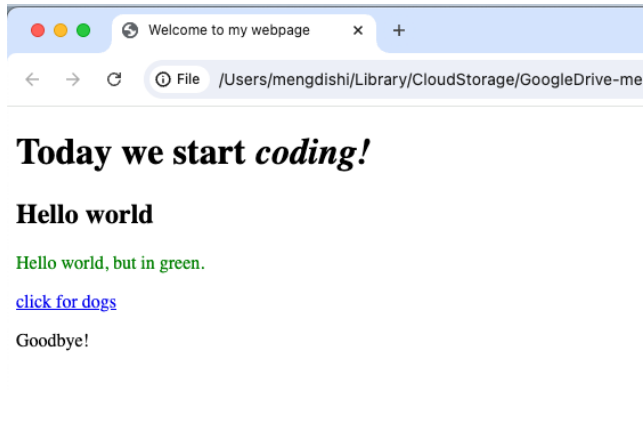 Welcome to my webpage
File /Users/mengdishi/Library/CloudStorage/GoogleDrive-me
Today we start coding!
Hello world
Hello world, but in green.
click for dogs
Goodbye!